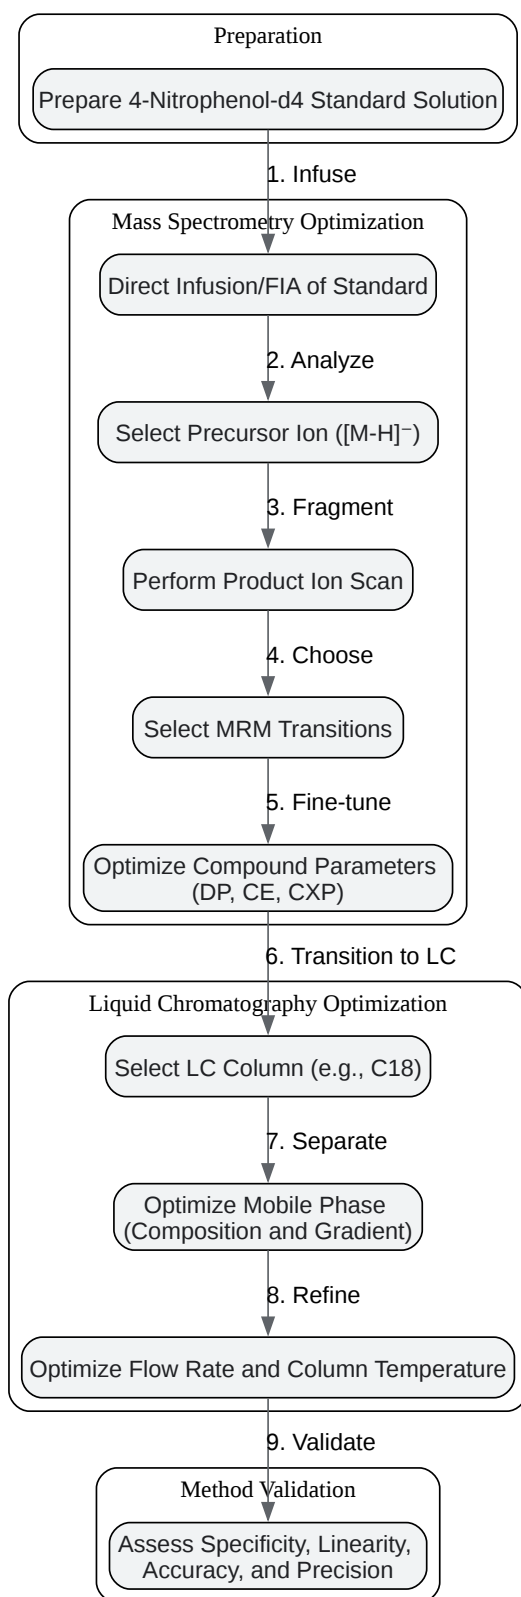 Preparation
Prepare 4-Nitrophenol-d4 Standard Solution
1. Infuse
Mass Spectrometry Optimization
Direct Infusion/FIA of Standard
2. Analyze
Select Precursor Ion ([M-H]⁻)
3. Fragment
Perform Product Ion Scan
4. Choose
Select MRM Transitions
5. Fine-tune
Optimize Compound Parameters
(DP, CE, CXP)
6. Transition to LC
Liquid Chromatography Optimization
Select LC Column (e.g., C18)
7. Separate
Optimize Mobile Phase
(Composition and Gradient)
8. Refine
Optimize Flow Rate and Column Temperature
9. Validate
Method Validation
Assess Specificity, Linearity,
Accuracy, and Precision